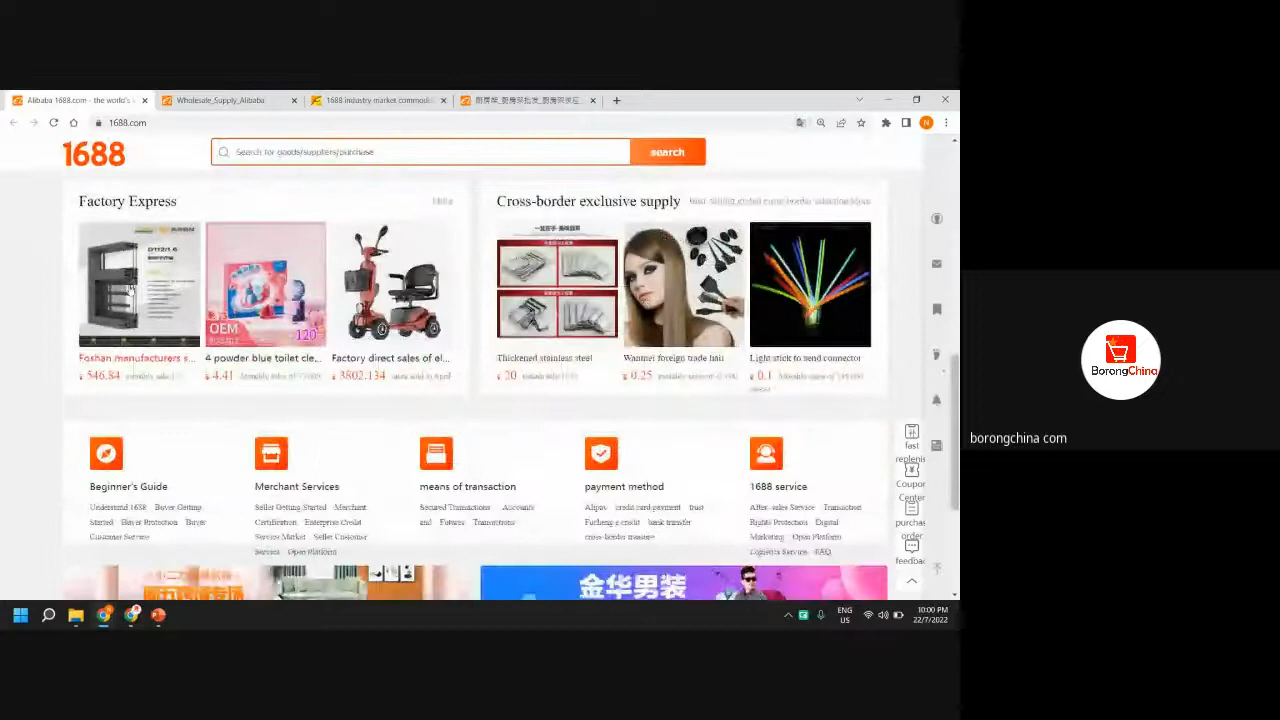 Alibaba 1688.com - the world's
Wholesale_Supply_Alibaba
1688 industry market commodi
1688.com
1688
Search for goods/suppliers/purchase
search
Factory Express
Cross-border exclusive supply
OEM
120
Foshan manufacturers s...
4 powder blue toilet cle...
Factory direct sales of el...
Thickened stainless steel
Wanmei foreign trade hair
Light stick to send connector
¥ 546.84
¥ 4.41
¥ 3802.134
¥ 20
¥ 0.25
¥ 0.1
fast
replenis
Coupon
Center
purchas
order
feedbac
Beginner's Guide
Merchant Services
means of transaction
payment method
1688 service
Understand 1688 Buyer Getting
Started Buyer Protection Buyer
Customer Service
Seller Getting Started Merchant
Certification Enterprise Credit
Service Market Seller Customer
Service Open Platform
Secured Transactions Accounts
and Futures Transactions
Alipay credit card payment trust
bank transfer
cross-border treasure
After-sales Service Transaction
Rights Protection Digital
Marketing Open Platform
Logistics Service FAQ
金华男装
ENG
US
10:00 PM
22/7/2022
BorongChina
borongchina com